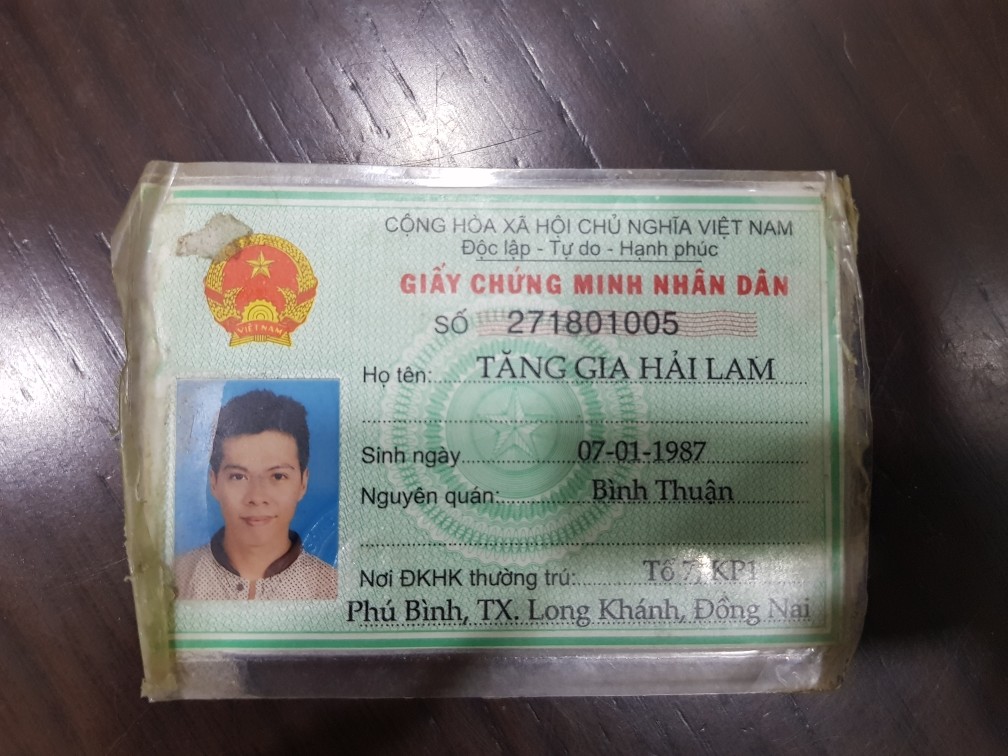 CỘNG HÒA XÃ HỘI CHỦ NGHĨA VIỆT NAM
Độc lập - Tự do - Hạnh phúc
GIẤY CHỨNG MINH NHÂN DÂN
SỐ 271801005
VIỆT NAM
Họ tên: TĂNG GIA HẢI LAM
Sinh ngày 07-01-1987
Nguyên quán: Bình Thuận
Nơi ĐKHK thường trú: Tổ 7, KP1
Phú Bình, TX. Long Khánh, Đồng Nai